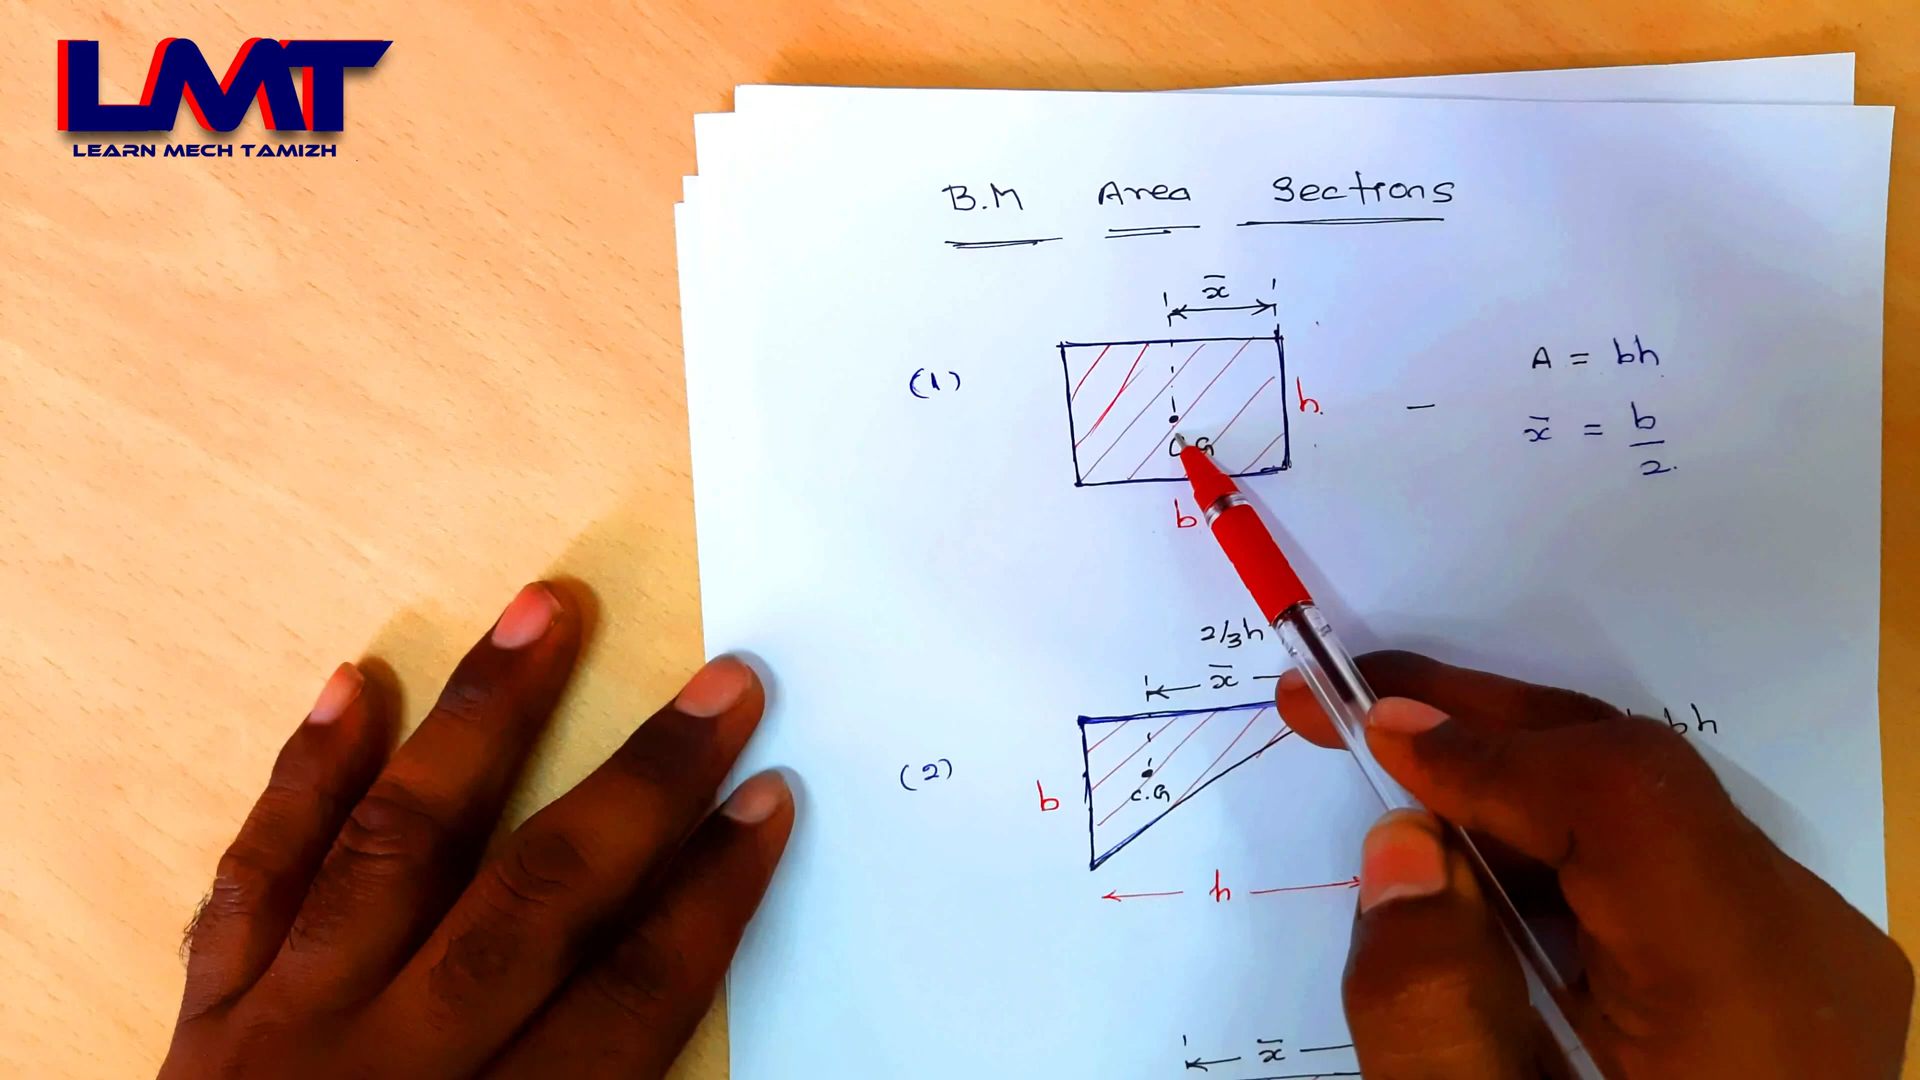 LMT
LEARN MECH TAMIZH
B.M Area Sections
x̄
(1)
h.
C.G
b
A = bh
x̄ = b/2.
2/3h
x̄
(2)
b
C.G
bh
h
x̄